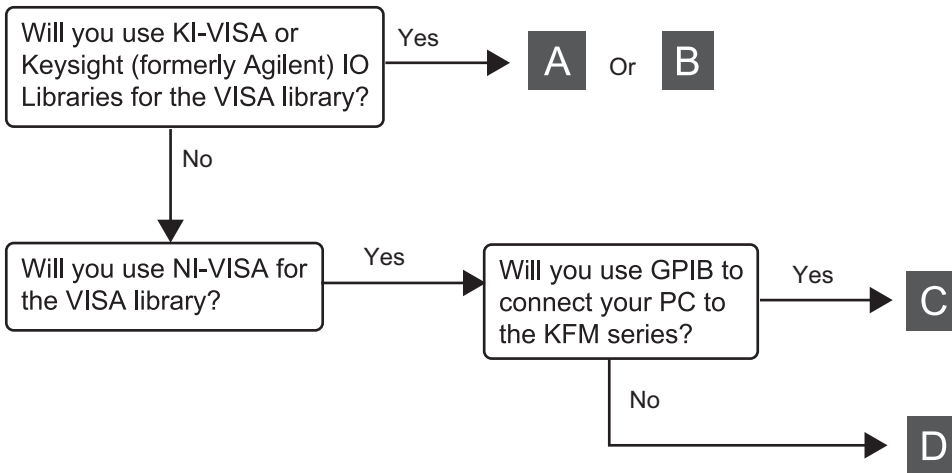 Will you use KI-VISA or
Keysight (formerly Agilent) IO
Libraries for the VISA library?
Yes
A Or B
No
Will you use NI-VISA for
the VISA library?
Yes
Will you use GPIB to
connect your PC to
the KFM series?
Yes
C
No
D